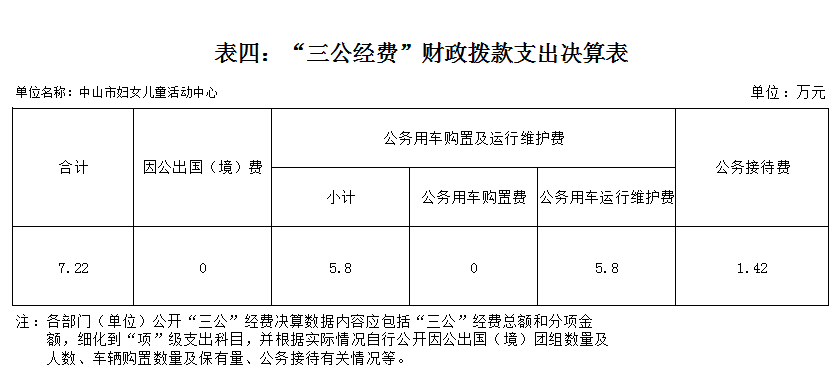 表四：“三公经费”财政拨款支出决算表
单位名称：中山市妇女儿童活动中心 单位：万元
合计 因公出国（境）费 公务用车购置及运行维护费 公务接待费
小计 公务用车购置费 公务用车运行维护费
7.22 0 5.8 0 5.8 1.42
注：各部门（单位）公开“三公”经费决算数据内容应包括“三公”经费总额和分项金
额，细化到“项”级支出科目，并根据实际情况自行公开因公出国（境）团组数量及
人数、车辆购置数量及保有量、公务接待有关情况等。